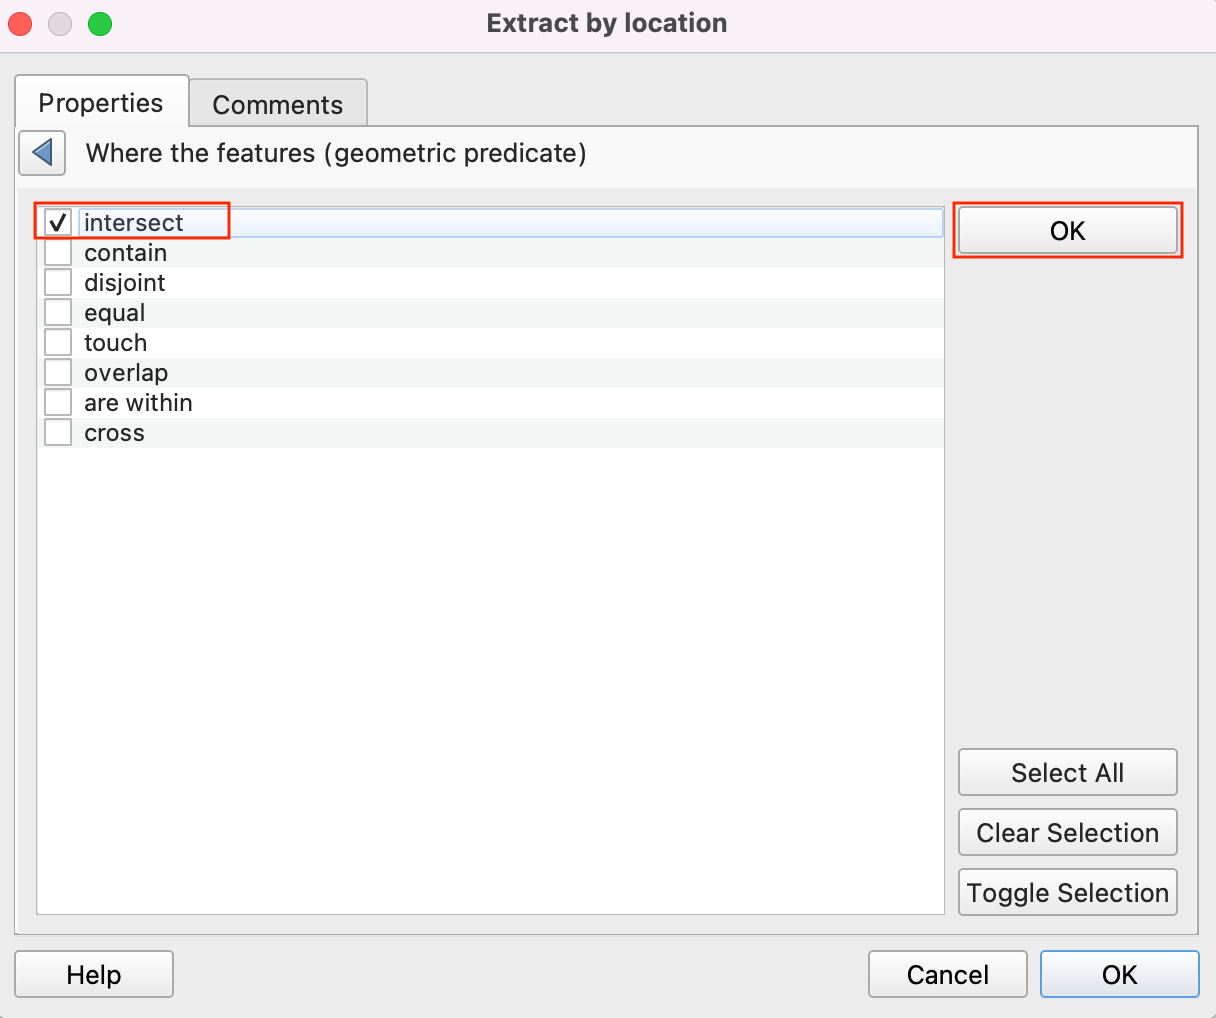 Extract by location
Properties
Comments
Where the features (geometric predicate)
intersect
contain
disjoint
equal
touch
overlap
are within
cross
OK
Select All
Clear Selection
Toggle Selection
Help
Cancel
OK